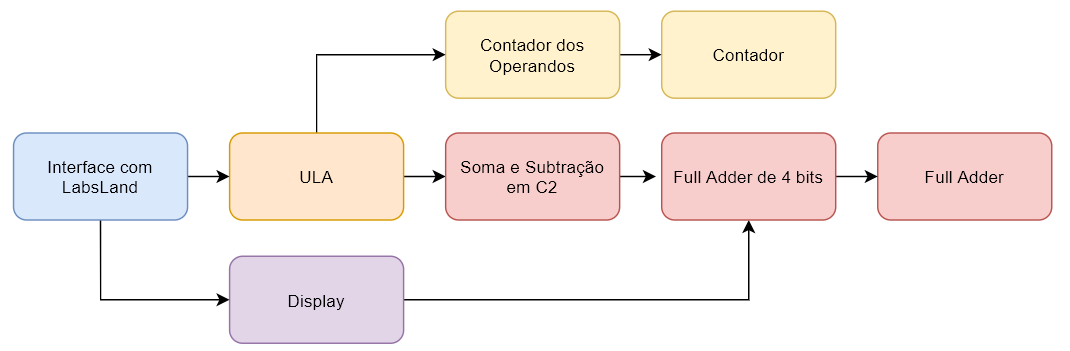 Contador dos
Operandos
Contador
Interface com
LabsLand
ULA
Soma e Subtração
em C2
Full Adder de 4 bits
Full Adder
Display